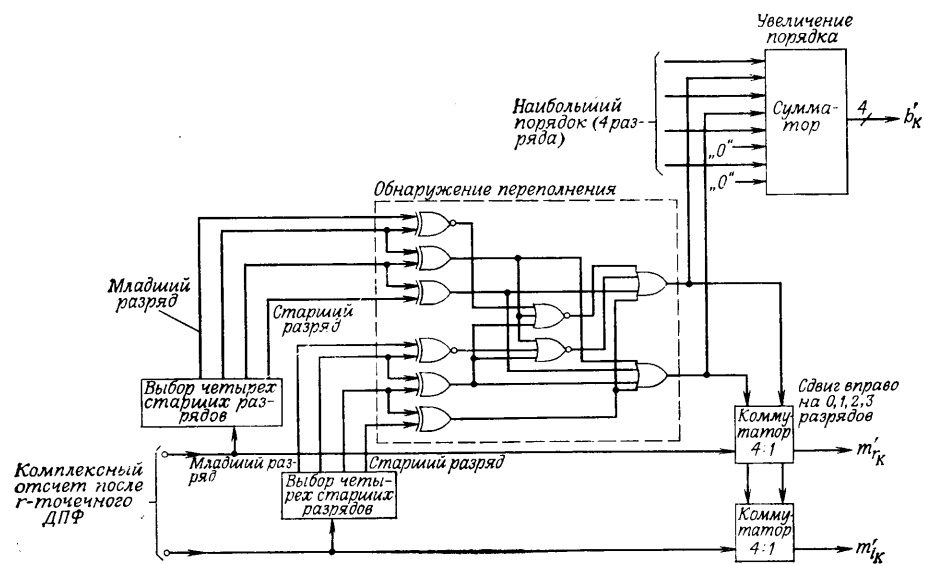 Увеличение
порядка
Наибольший
порядок (4 раз-
ряда)
Сумма-
тор
4
b'к
„0“
„0“
Обнаружение переполнения
Младший
разряд
Старший
разряд
Выбор четырех
старших раз-
рядов
Сдвиг вправо
на 0,1,2,3
разрядов
Комму-
татор
4:1
m'rк
Младший раз-
ряд
Старший разряд
Комплексный
отсчет после
r-точечного
ДПФ
Выбор четы-
рех старших
разрядов
Комму-
татор
4:1
m'iк